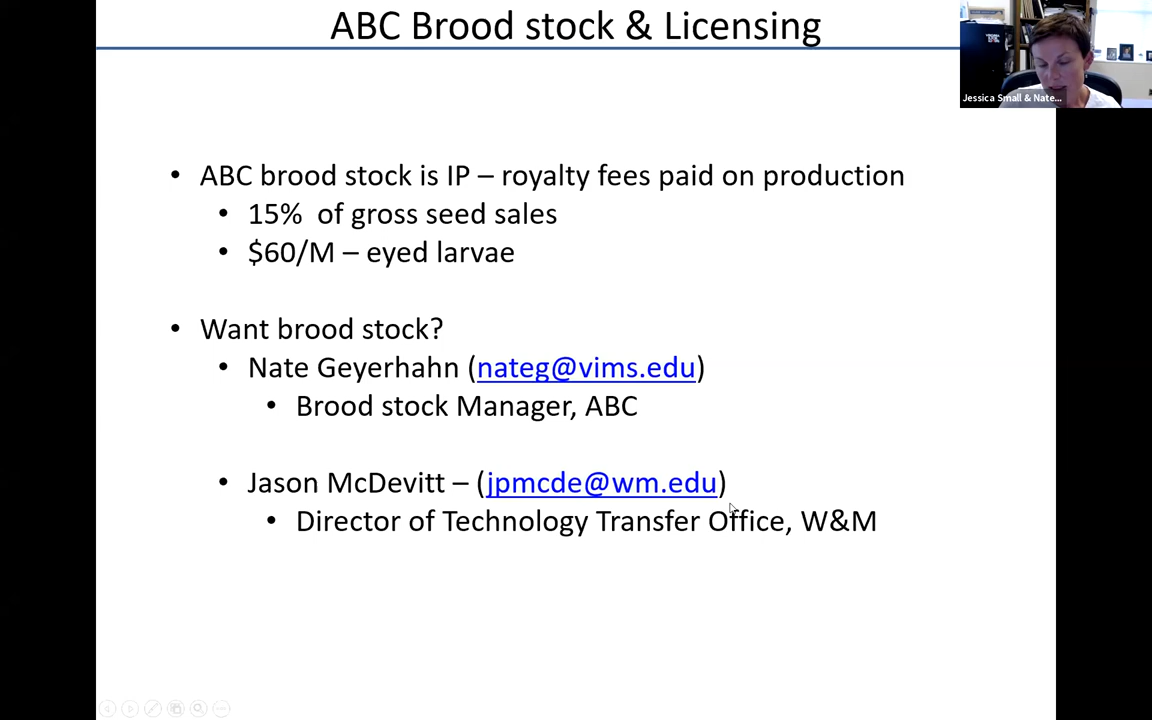 ABC Brood stock & Licensing
Jessica Small & Nate...
• ABC brood stock is IP – royalty fees paid on production
• 15%  of gross seed sales
• $60/M – eyed larvae
• Want brood stock?
• Nate Geyerhahn (nateg@vims.edu)
• Brood stock Manager, ABC
• Jason McDevitt – (jpmcde@wm.edu)
• Director of Technology Transfer Office, W&M